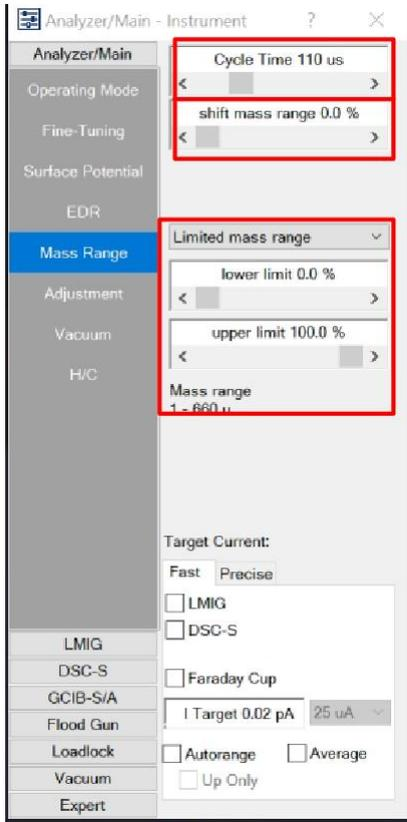 Analyzer/Main - Instrument ? ×
Analyzer/Main
Operating Mode
Fine-Tuning
Surface Potential
EDR
Mass Range
Adjustment
Vacuum
H/C
LMIG
DSC-S
GCIB-S/A
Flood Gun
Loadlock
Vacuum
Expert
Cycle Time 110 us
shift mass range 0.0 %
Limited mass range
lower limit 0.0 %
upper limit 100.0 %
Mass range
1 - 660 u
Target Current:
Fast Precise
LMIG
DSC-S
Faraday Cup
I Target 0.02 pA 25 uA
Autorange Average
Up Only